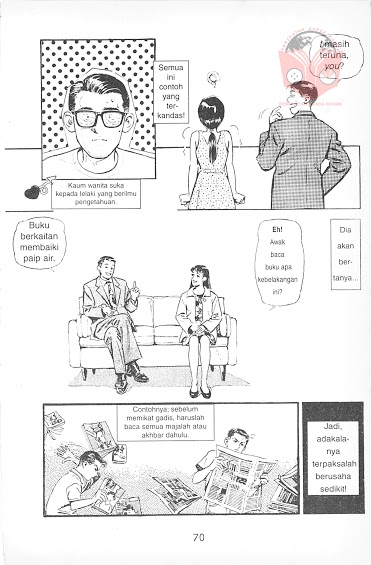 I masih
teruna,
you?
Semua
ini
contoh
yang
ter-
kandas!
Kaum wanita suka
kepada lelaki yang berilmu
pengetahuan.
Dia
akan
ber-
tanya...
Eh!
Awak
baca
buku apa
kebelakangan
ini?
Buku
berkaitan
membaiki
paip air.
Contohnya; sebelum
memikat gadis, haruslah
baca semua majalah atau
akhbar dahulu.
Jadi,
adakala-
nya
terpaksalah
berusaha
sedikit!
70